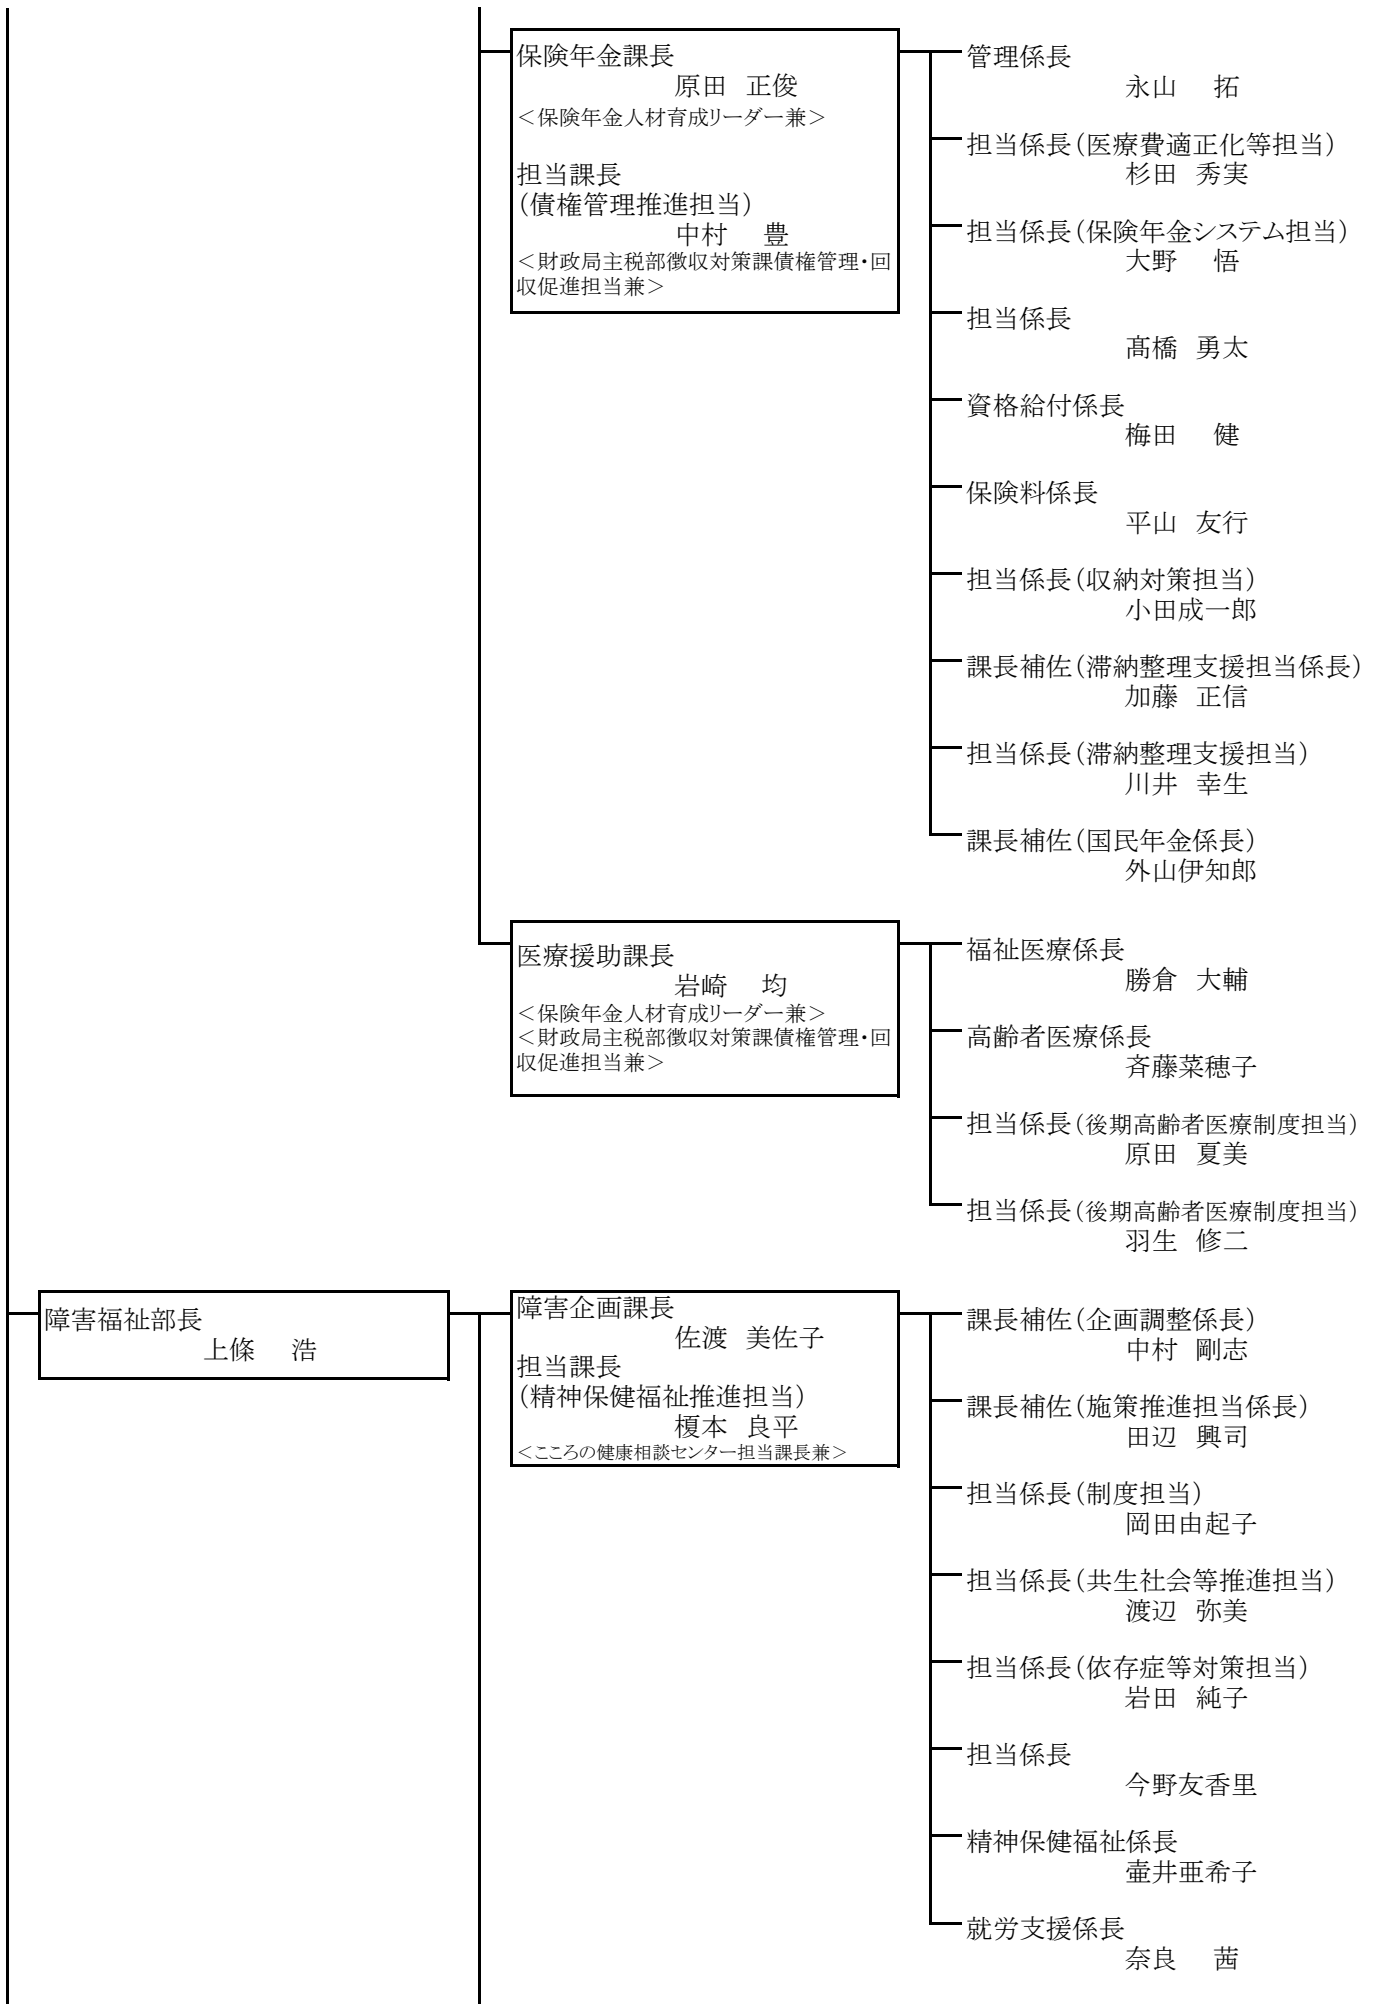 保険年金課長
原田 正俊
＜保険年金人材育成リーダー兼＞
担当課長
(債権管理推進担当)
中村 豊
＜財政局主税部徴収対策課債権管理・回
収促進担当兼＞
管理係長
永山 拓
担当係長(医療費適正化等担当)
杉田 秀実
担当係長(保険年金システム担当)
大野 悟
担当係長
髙橋 勇太
資格給付係長
梅田 健
保険料係長
平山 友行
担当係長(収納対策担当)
小田成一郎
課長補佐(滞納整理支援担当係長)
加藤 正信
担当係長(滞納整理支援担当)
川井 幸生
課長補佐(国民年金係長)
外山伊知郎
医療援助課長
岩崎 均
＜保険年金人材育成リーダー兼＞
＜財政局主税部徴収対策課債権管理・回
収促進担当兼＞
福祉医療係長
勝倉 大輔
高齢者医療係長
斉藤菜穂子
担当係長(後期高齢者医療制度担当)
原田 夏美
担当係長(後期高齢者医療制度担当)
羽生 修二
障害福祉部長
上條 浩
障害企画課長
佐渡 美佐子
担当課長
(精神保健福祉推進担当)
榎本 良平
＜こころの健康相談センター担当課長兼＞
課長補佐(企画調整係長)
中村 剛志
課長補佐(施策推進担当係長)
田辺 興司
担当係長(制度担当)
岡田由起子
担当係長(共生社会等推進担当)
渡辺 弥美
担当係長(依存症等対策担当)
岩田 純子
担当係長
今野友香里
精神保健福祉係長
壷井亜希子
就労支援係長
奈良 茜